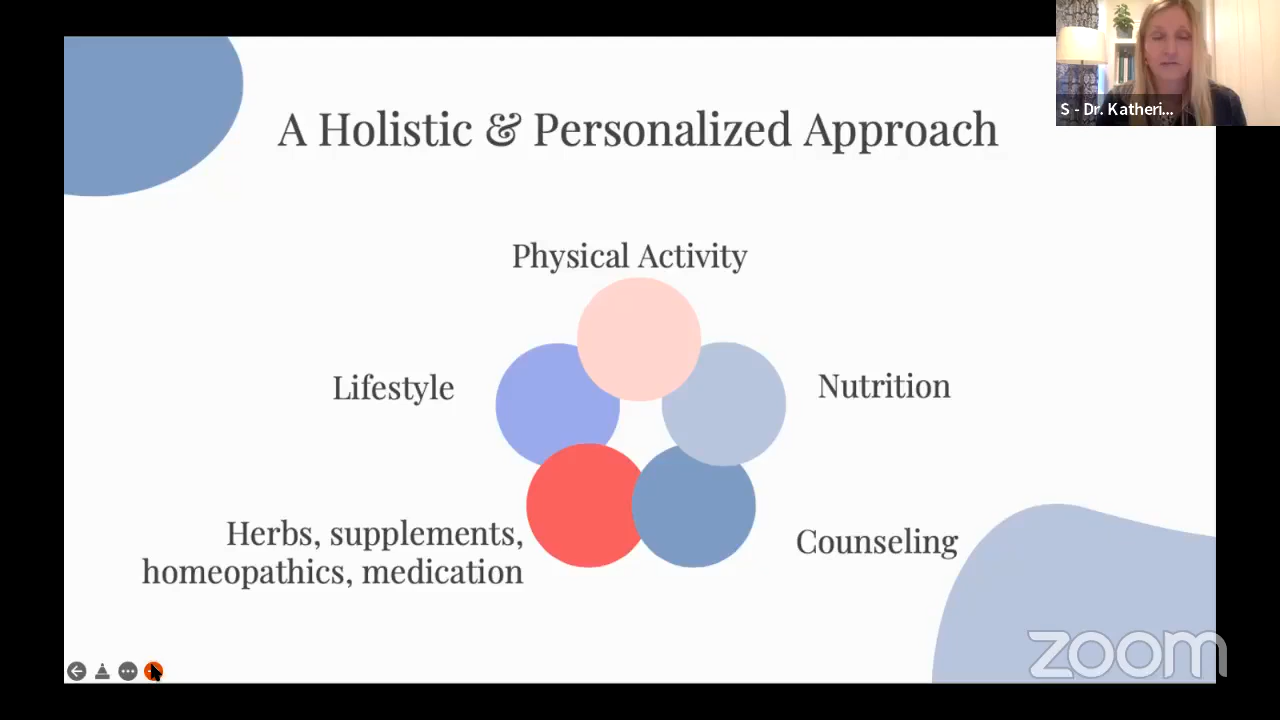 S - Dr. Katheri...
A Holistic & Personalized Approach
Physical Activity
Lifestyle
Nutrition
Herbs, supplements,
homeopathics, medication
Counseling
zoom